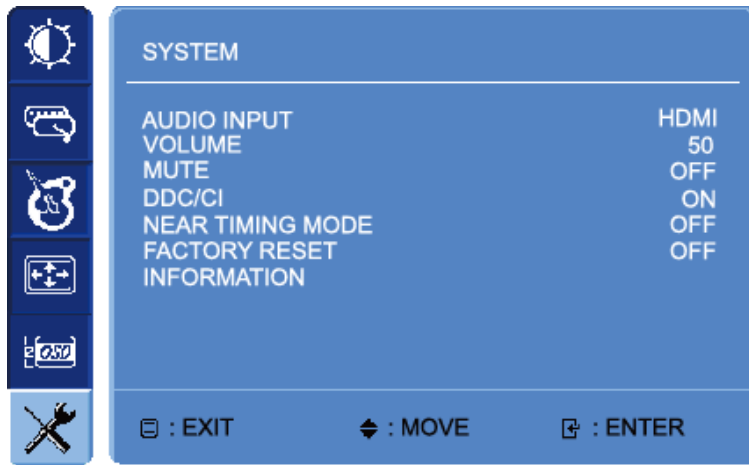 SYSTEM
AUDIO INPUT HDMI
VOLUME 50
MUTE OFF
DDC/CI ON
NEAR TIMING MODE OFF
FACTORY RESET OFF
INFORMATION
OSD
: EXIT : MOVE : ENTER